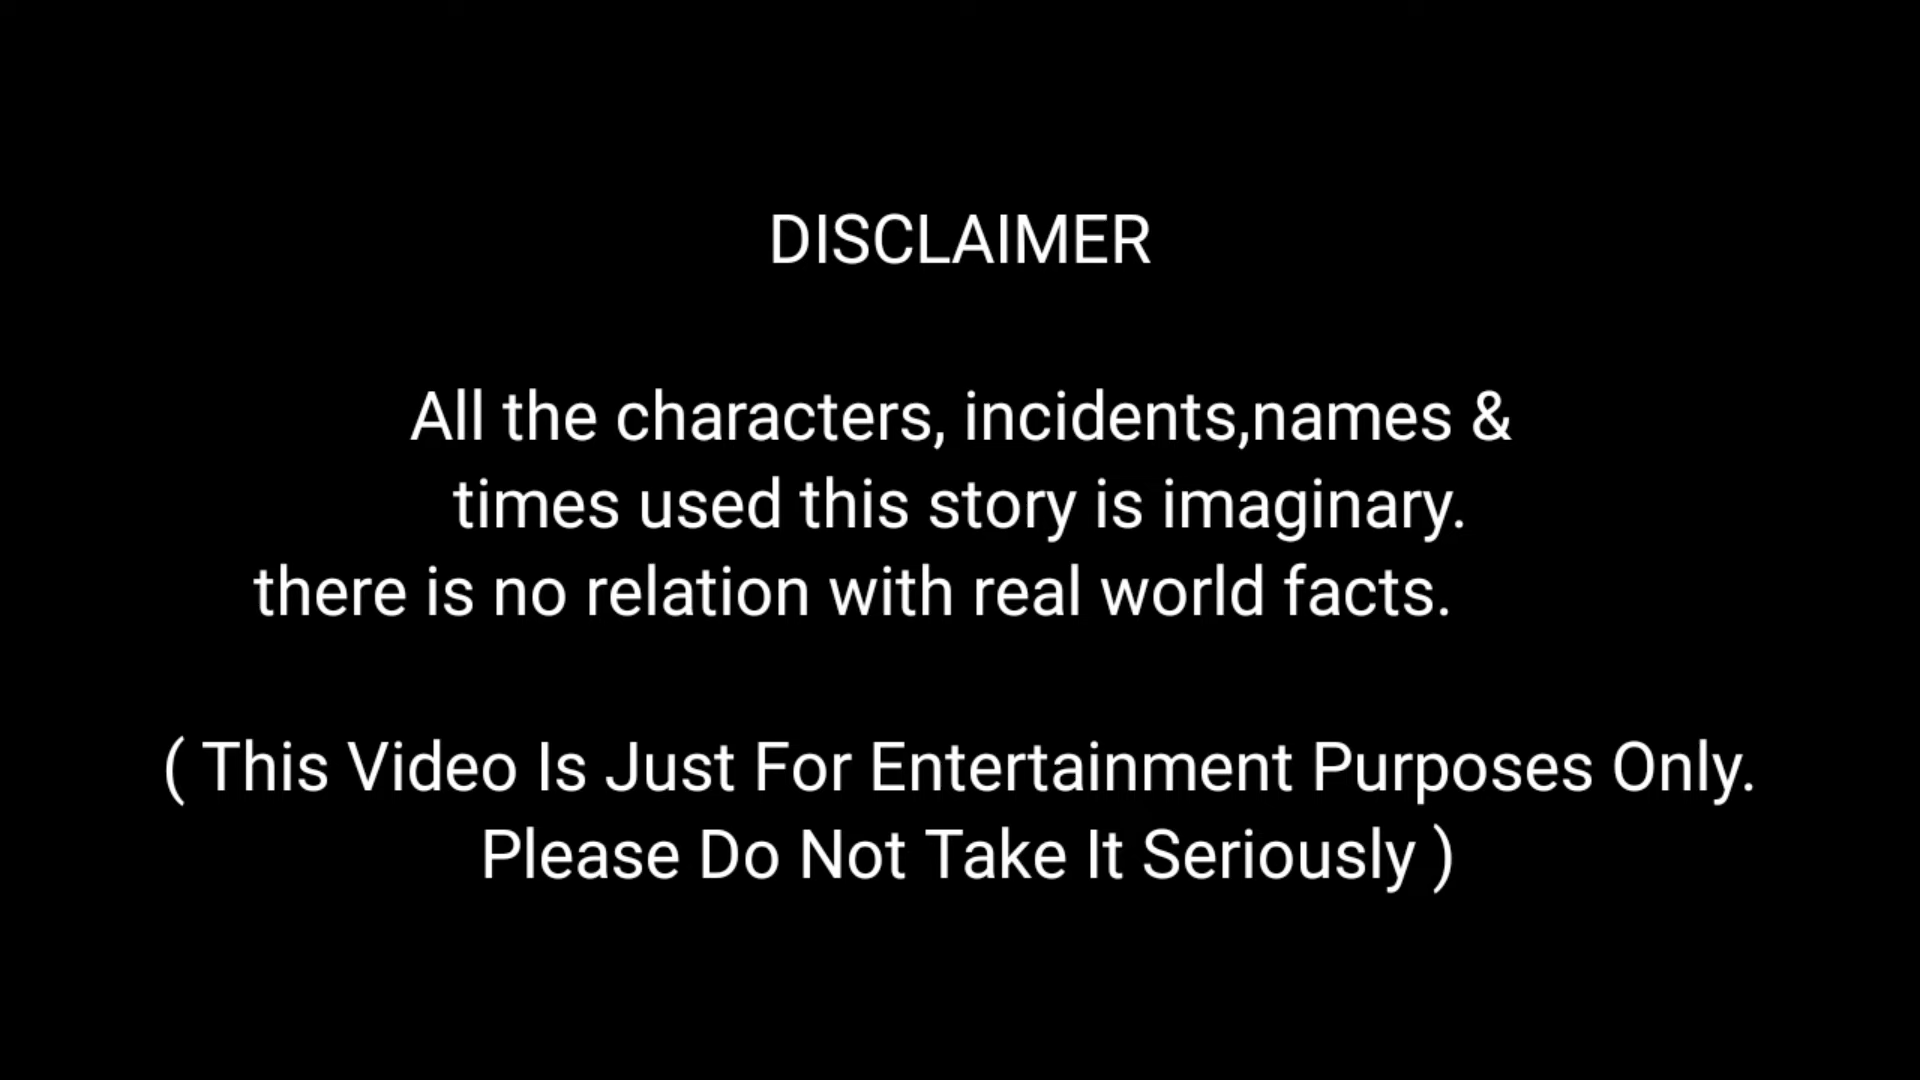 DISCLAIMER
All the characters, incidents,names &
times used this story is imaginary.
there is no relation with real world facts.
( This Video Is Just For Entertainment Purposes Only.
Please Do Not Take It Seriously )